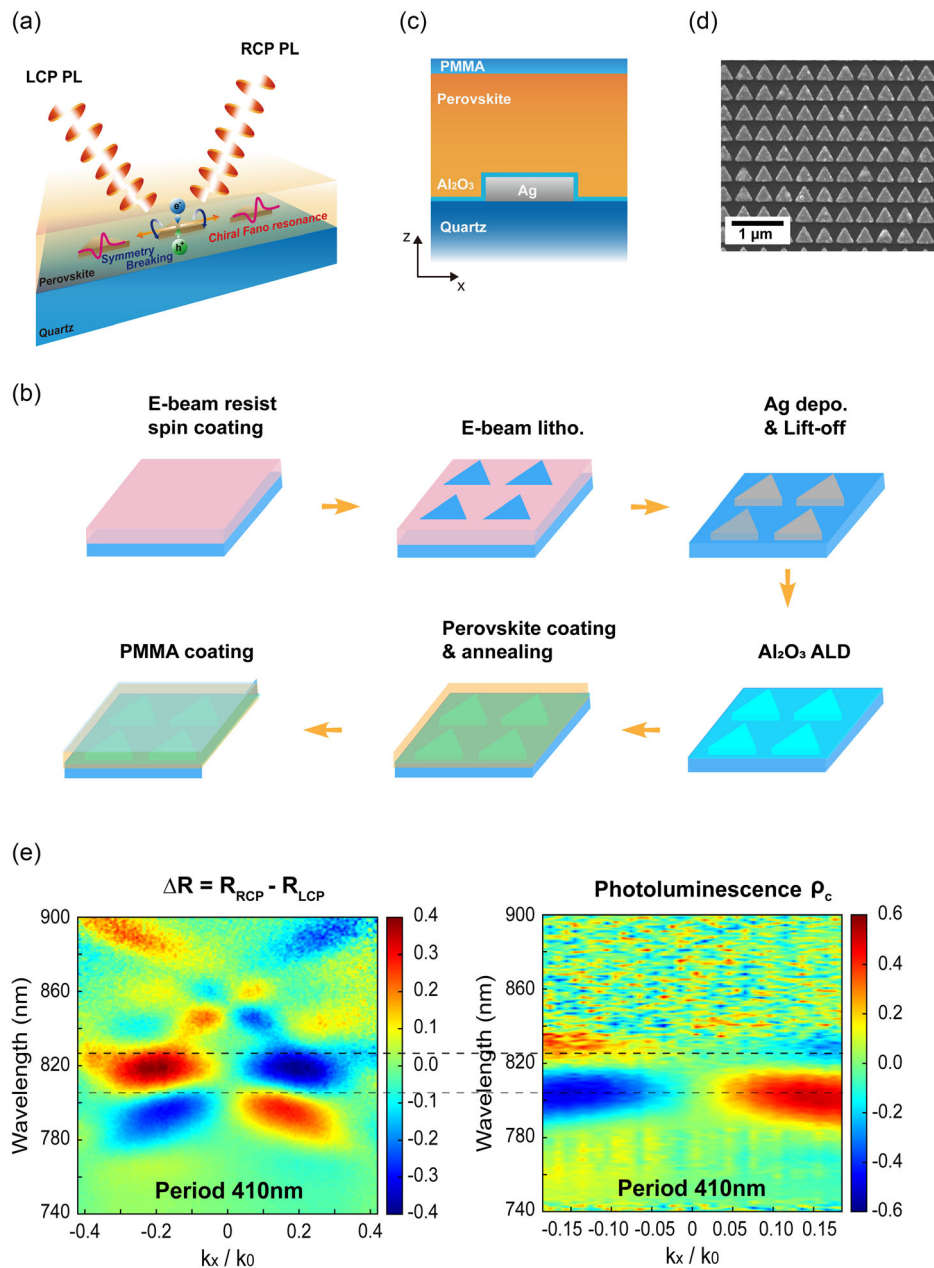 (a)
RCP PL
LCP PL
e-
h+
Symmetry
Breaking
Chiral Fano resonance
Perovskite
Quartz
(c)
PMMA
Perovskite
Al₂O₃
Ag
Quartz
z
x
(d)
1 μm
(b)
E-beam resist
spin coating
E-beam litho.
Ag depo.
& Lift-off
PMMA coating
Perovskite coating
& annealing
Al₂O₃ ALD
(e)
ΔR = R_RCP - R_LCP
900
860
820
780
740
Wavelength (nm)
Period 410nm
-0.4 -0.2 0 0.2 0.4
kₓ / k₀
0.4
0.3
0.2
0.1
0.0
-0.1
-0.2
-0.3
-0.4
Photoluminescence ρ_c
900
860
820
780
740
Wavelength (nm)
Period 410nm
-0.15 -0.10 -0.05 0 0.05 0.10 0.15
kₓ / k₀
0.6
0.4
0.2
0.0
-0.2
-0.4
-0.6